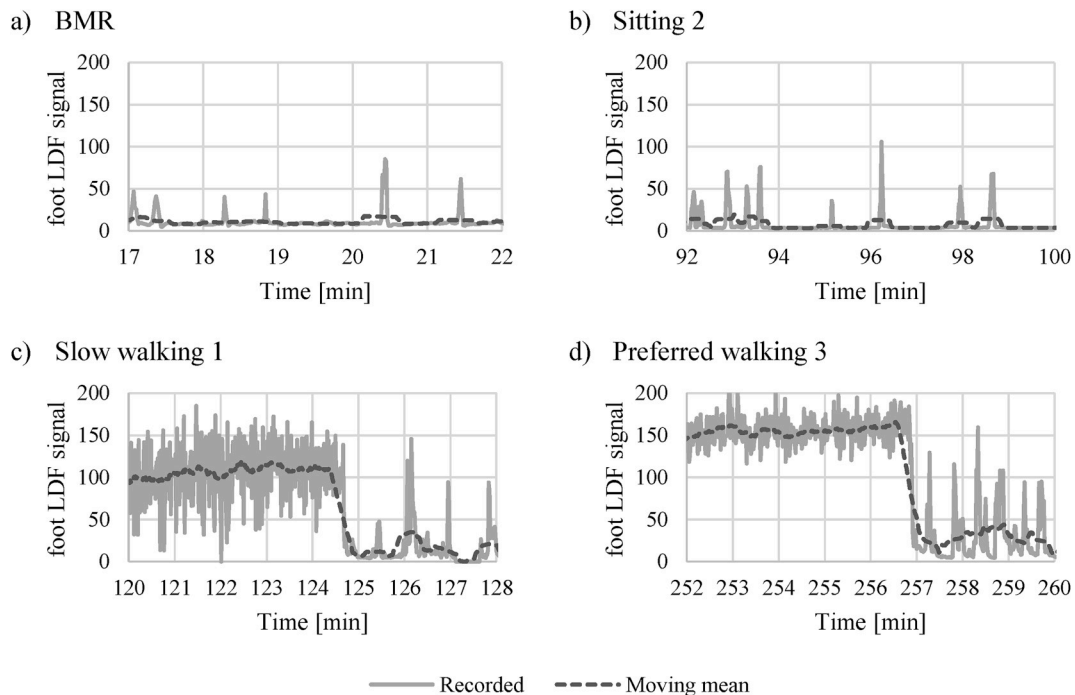 a) BMR
200
150
100
50
0
foot LDF signal
17 18 19 20 21 22
Time [min]
b) Sitting 2
200
150
100
50
0
foot LDF signal
92 94 96 98 100
Time [min]
c) Slow walking 1
200
150
100
50
0
foot LDF signal
120 121 122 123 124 125 126 127 128
Time [min]
d) Preferred walking 3
200
150
100
50
0
foot LDF signal
252 253 254 255 256 257 258 259 260
Time [min]
Recorded Moving mean